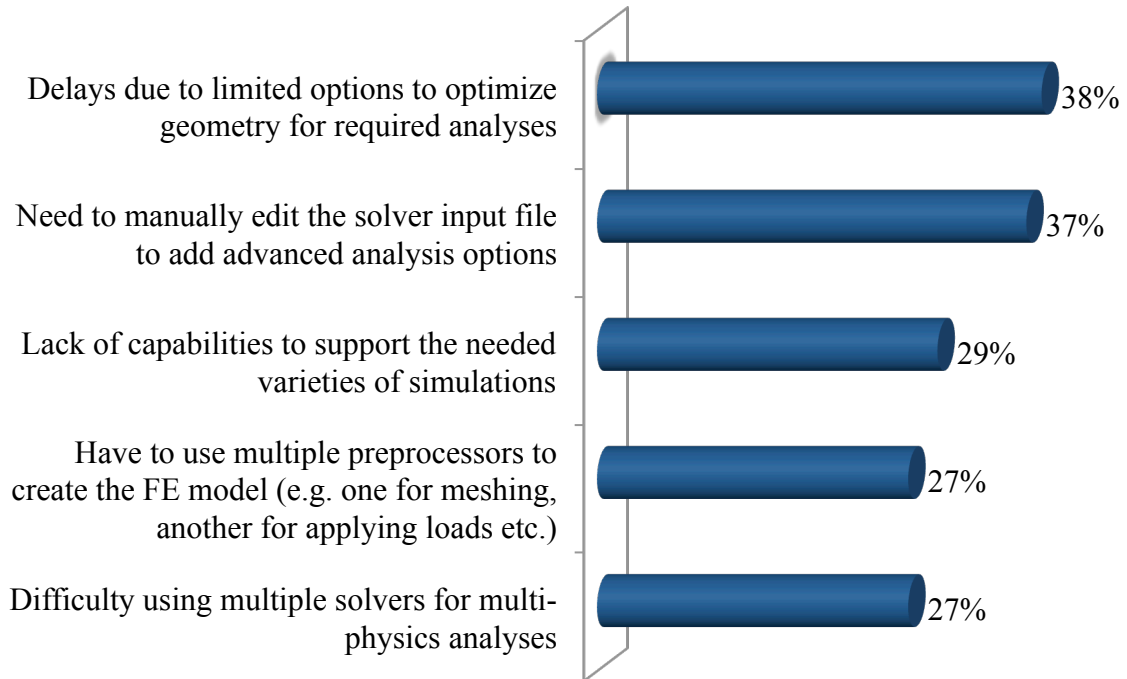 Delays due to limited options to optimize
geometry for required analyses
38%
Need to manually edit the solver input file
to add advanced analysis options
37%
Lack of capabilities to support the needed
varieties of simulations
29%
Have to use multiple preprocessors to
create the FE model (e.g. one for meshing,
another for applying loads etc.)
27%
Difficulty using multiple solvers for multi-
physics analyses
27%